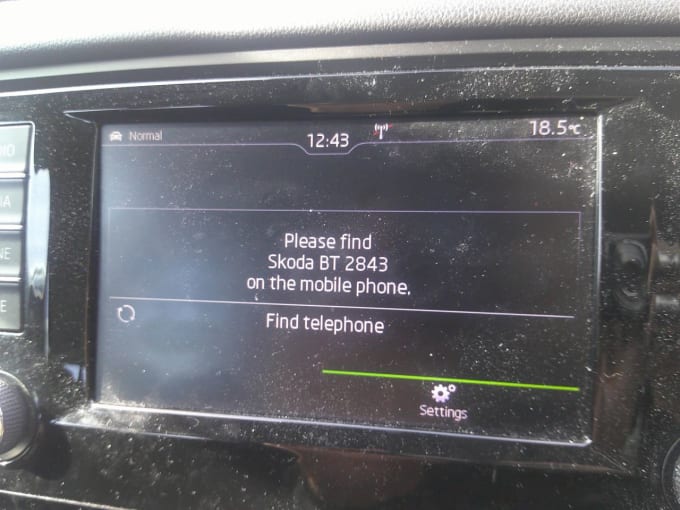 Normal
12:43
18.5°C
Please find
Skoda BT 2843
on the mobile phone.
Find telephone
Settings